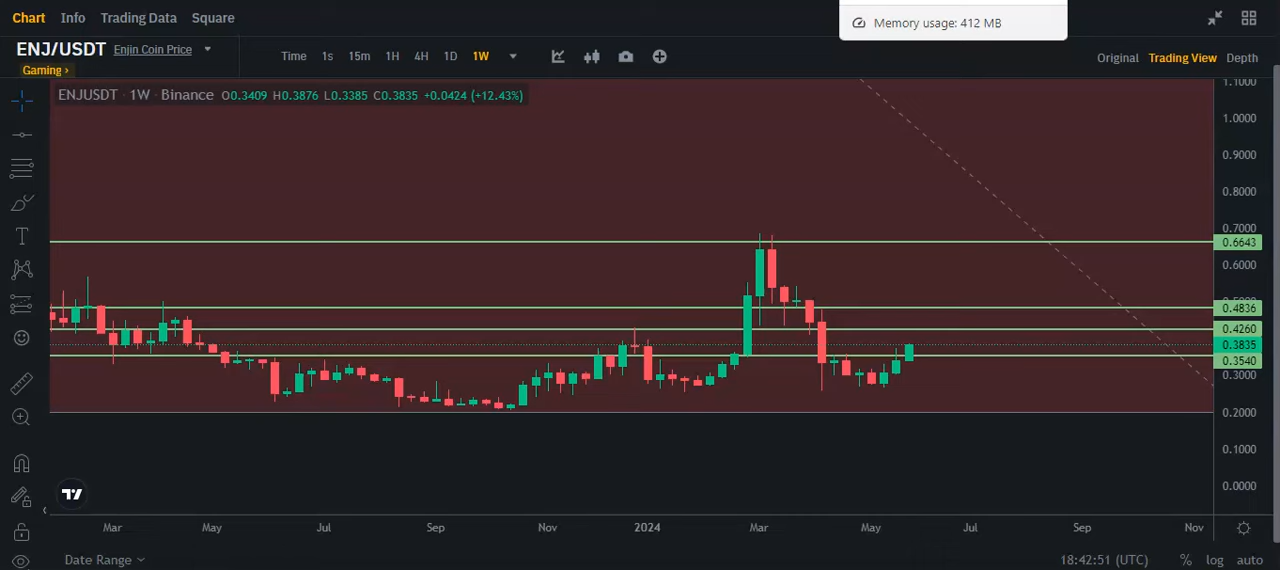 Chart Info Trading Data Square
Memory usage: 412 MB
ENJ/USDT Enjin Coin Price
Gaming ›
Time 1s 15m 1H 4H 1D 1W
Original Trading View Depth
ENJUSDT · 1W · Binance O0.3409 H0.3876 L0.3385 C0.3835 +0.0424 (+12.43%)
1.1000
1.0000
0.9000
0.8000
0.7000
0.6643
0.6000
0.4836
0.4260
0.3835
0.3540
0.3000
0.2000
0.1000
0.0000
Mar May Jul Sep Nov 2024 Mar May Jul Sep Nov
Date Range 18:42:51 (UTC) % log auto